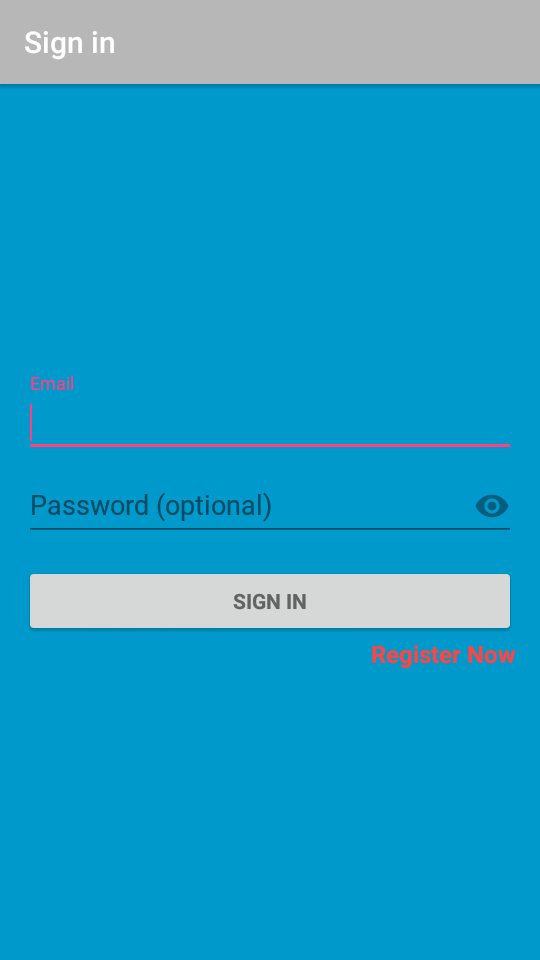 Sign in
Email
Password (optional)
SIGN IN
Register Now